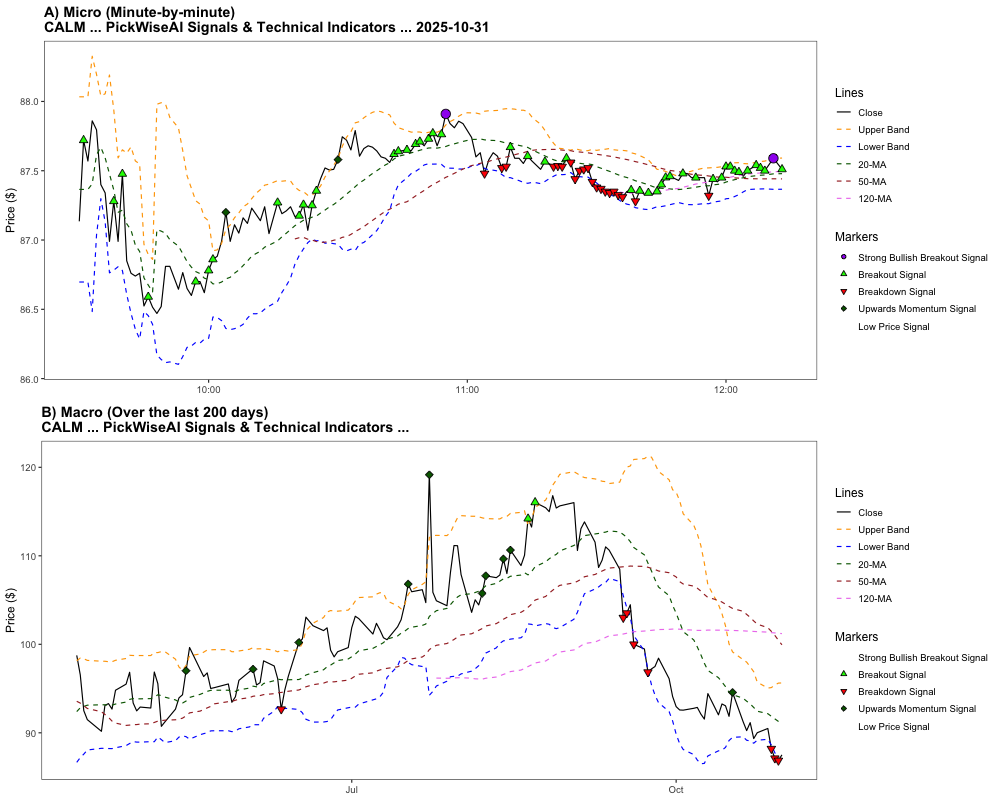 A) Micro (Minute-by-minute)
CALM ... PickWiseAI Signals & Technical Indicators ... 2025-10-31
Price ($)
88.0
87.5
87.0
86.5
86.0
10:00
11:00
12:00
Lines
Close
Upper Band
Lower Band
20-MA
50-MA
120-MA
Markers
Strong Bullish Breakout Signal
Breakout Signal
Breakdown Signal
Upwards Momentum Signal
Low Price Signal
B) Macro (Over the last 200 days)
CALM ... PickWiseAI Signals & Technical Indicators ...
Price ($)
120
110
100
90
Jul
Oct
Lines
Close
Upper Band
Lower Band
20-MA
50-MA
120-MA
Markers
Strong Bullish Breakout Signal
Breakout Signal
Breakdown Signal
Upwards Momentum Signal
Low Price Signal